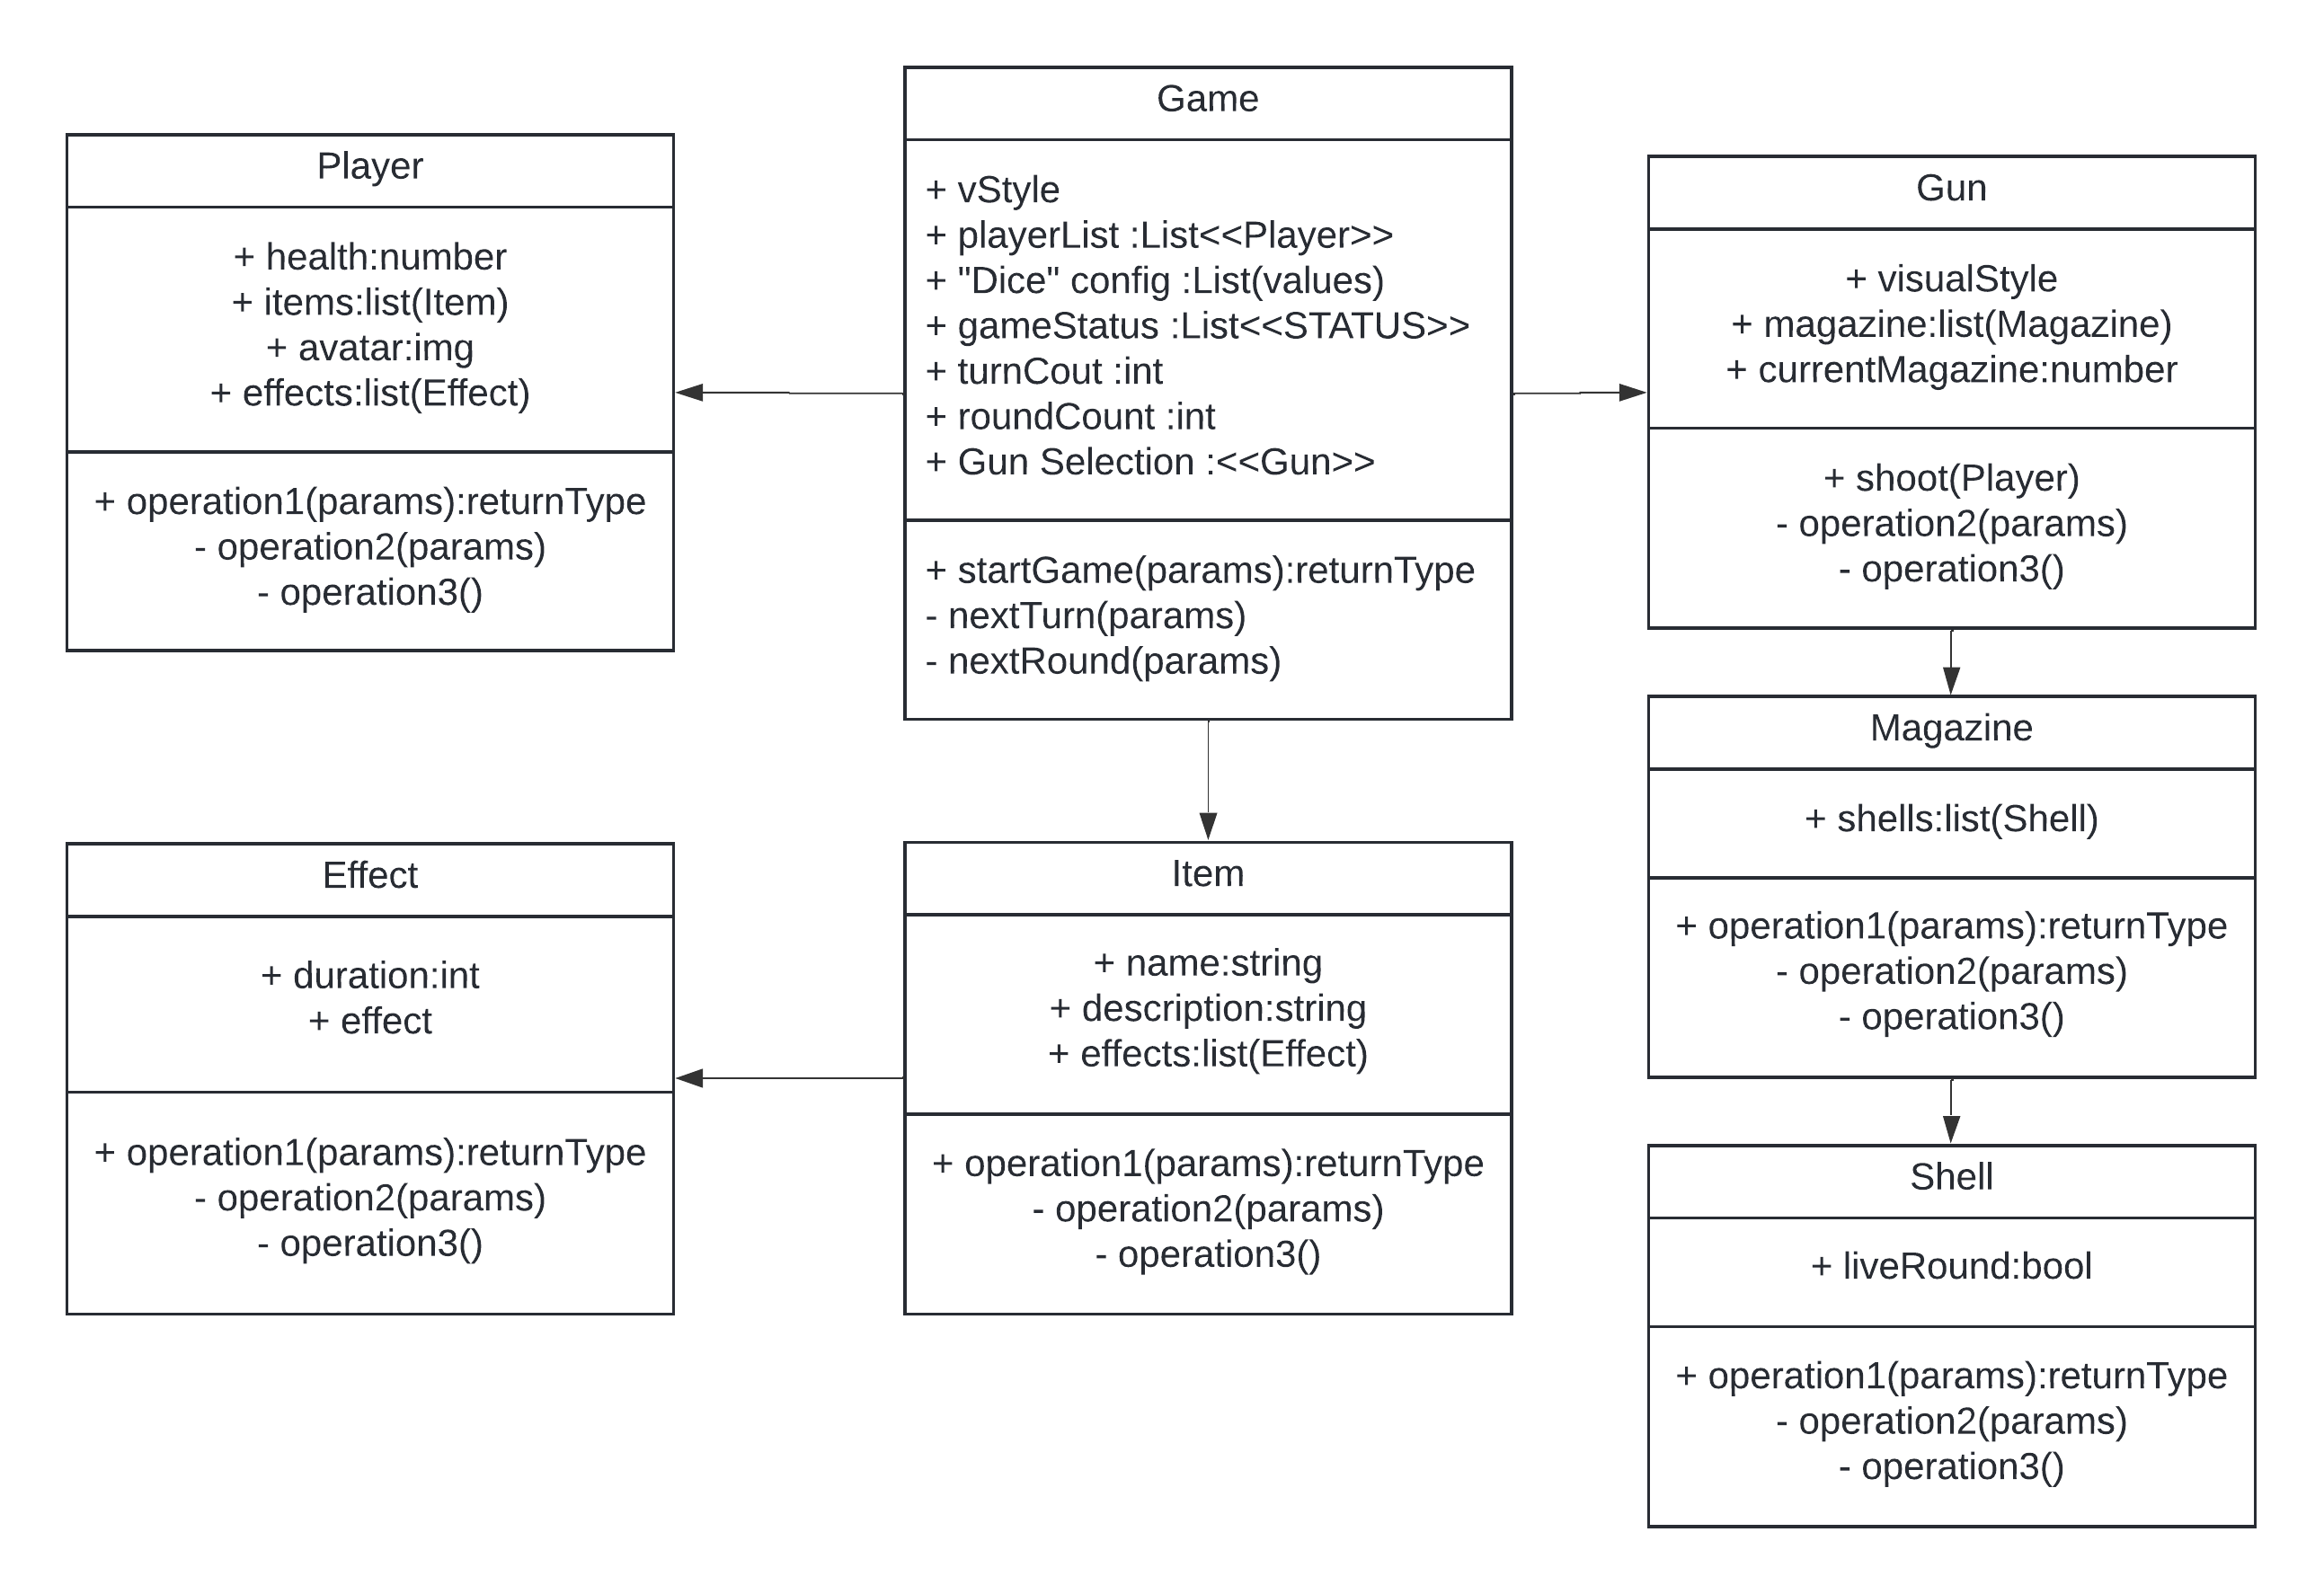 Player
+ health:number
+ items:list(Item)
+ avatar:img
+ effects:list(Effect)
+ operation1(params):returnType
- operation2(params)
- operation3()
Game
+ vStyle
+ playerList :List<<Player>>
+ "Dice" config :List(values)
+ gameStatus :List<<STATUS>>
+ turnCout :int
+ roundCount :int
+ Gun Selection :<<Gun>>
+ startGame(params):returnType
- nextTurn(params)
- nextRound(params)
Gun
+ visualStyle
+ magazine:list(Magazine)
+ currentMagazine:number
+ shoot(Player)
- operation2(params)
- operation3()
Magazine
+ shells:list(Shell)
+ operation1(params):returnType
- operation2(params)
- operation3()
Effect
+ duration:int
+ effect
+ operation1(params):returnType
- operation2(params)
- operation3()
Item
+ name:string
+ description:string
+ effects:list(Effect)
+ operation1(params):returnType
- operation2(params)
- operation3()
Shell
+ liveRound:bool
+ operation1(params):returnType
- operation2(params)
- operation3()